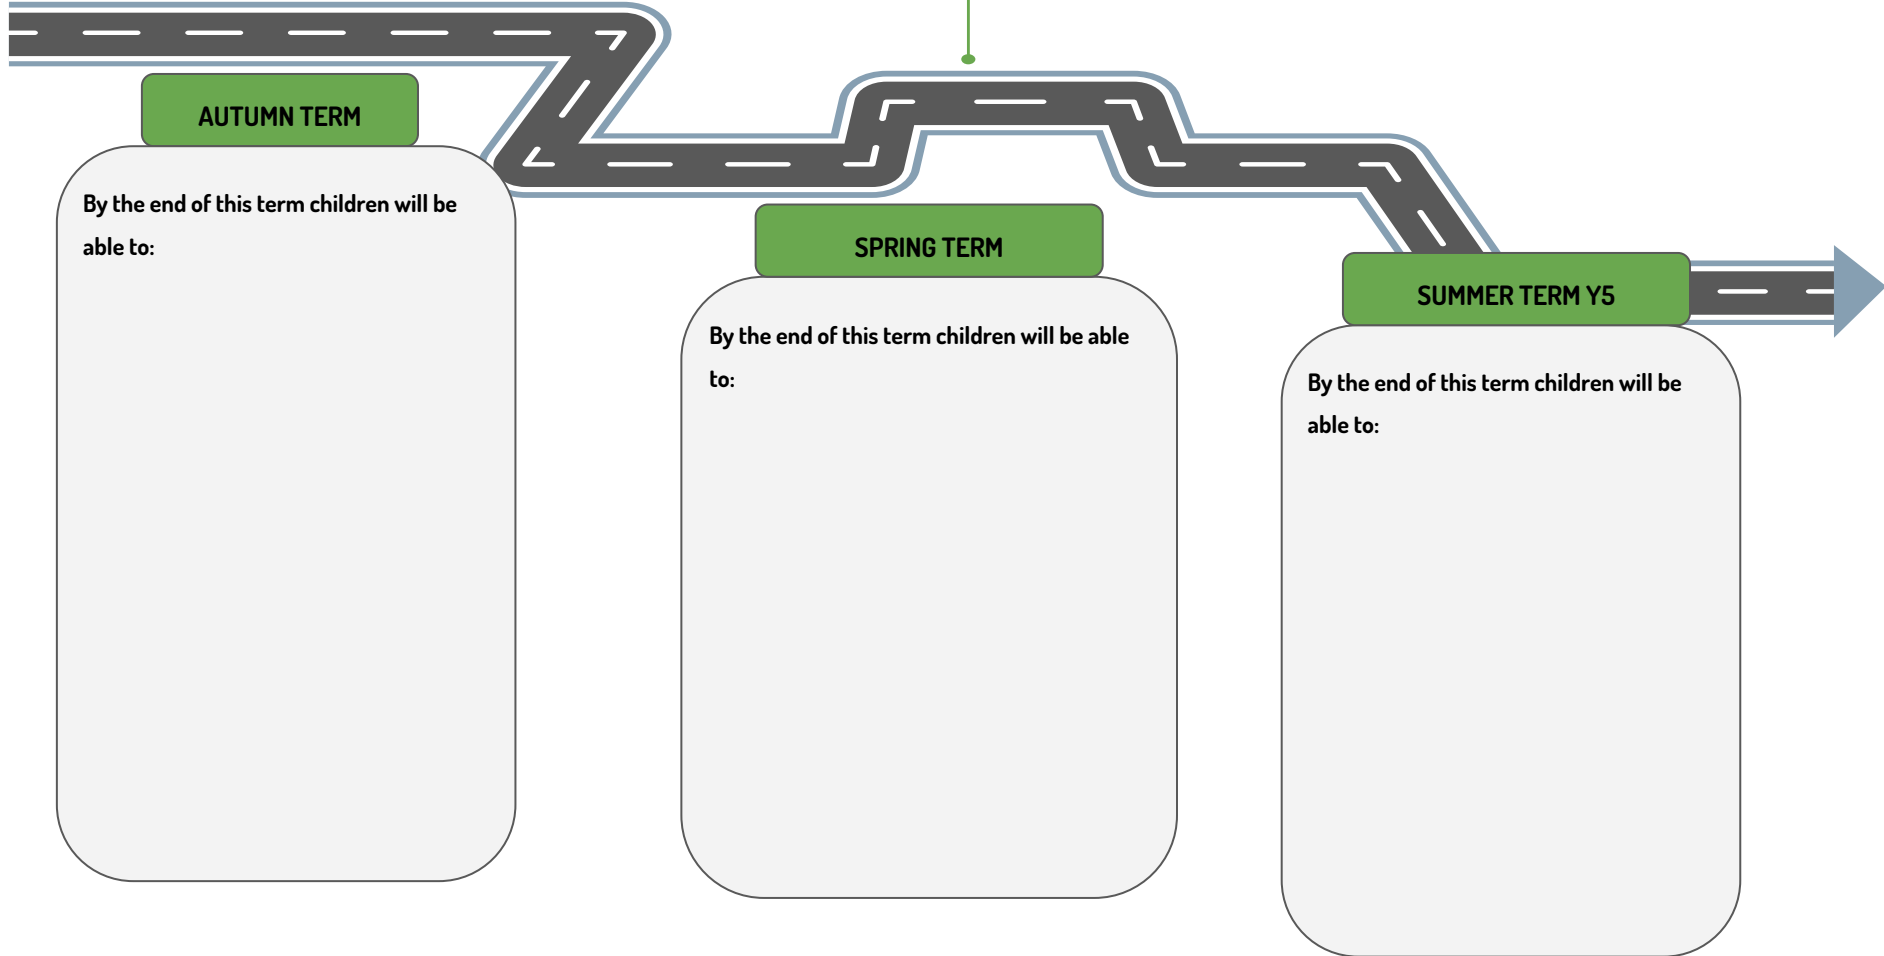 AUTUMN TERM
By the end of this term children will be
able to:
SPRING TERM
By the end of this term children will be able
to:
SUMMER TERM Y5
By the end of this term children will be
able to: